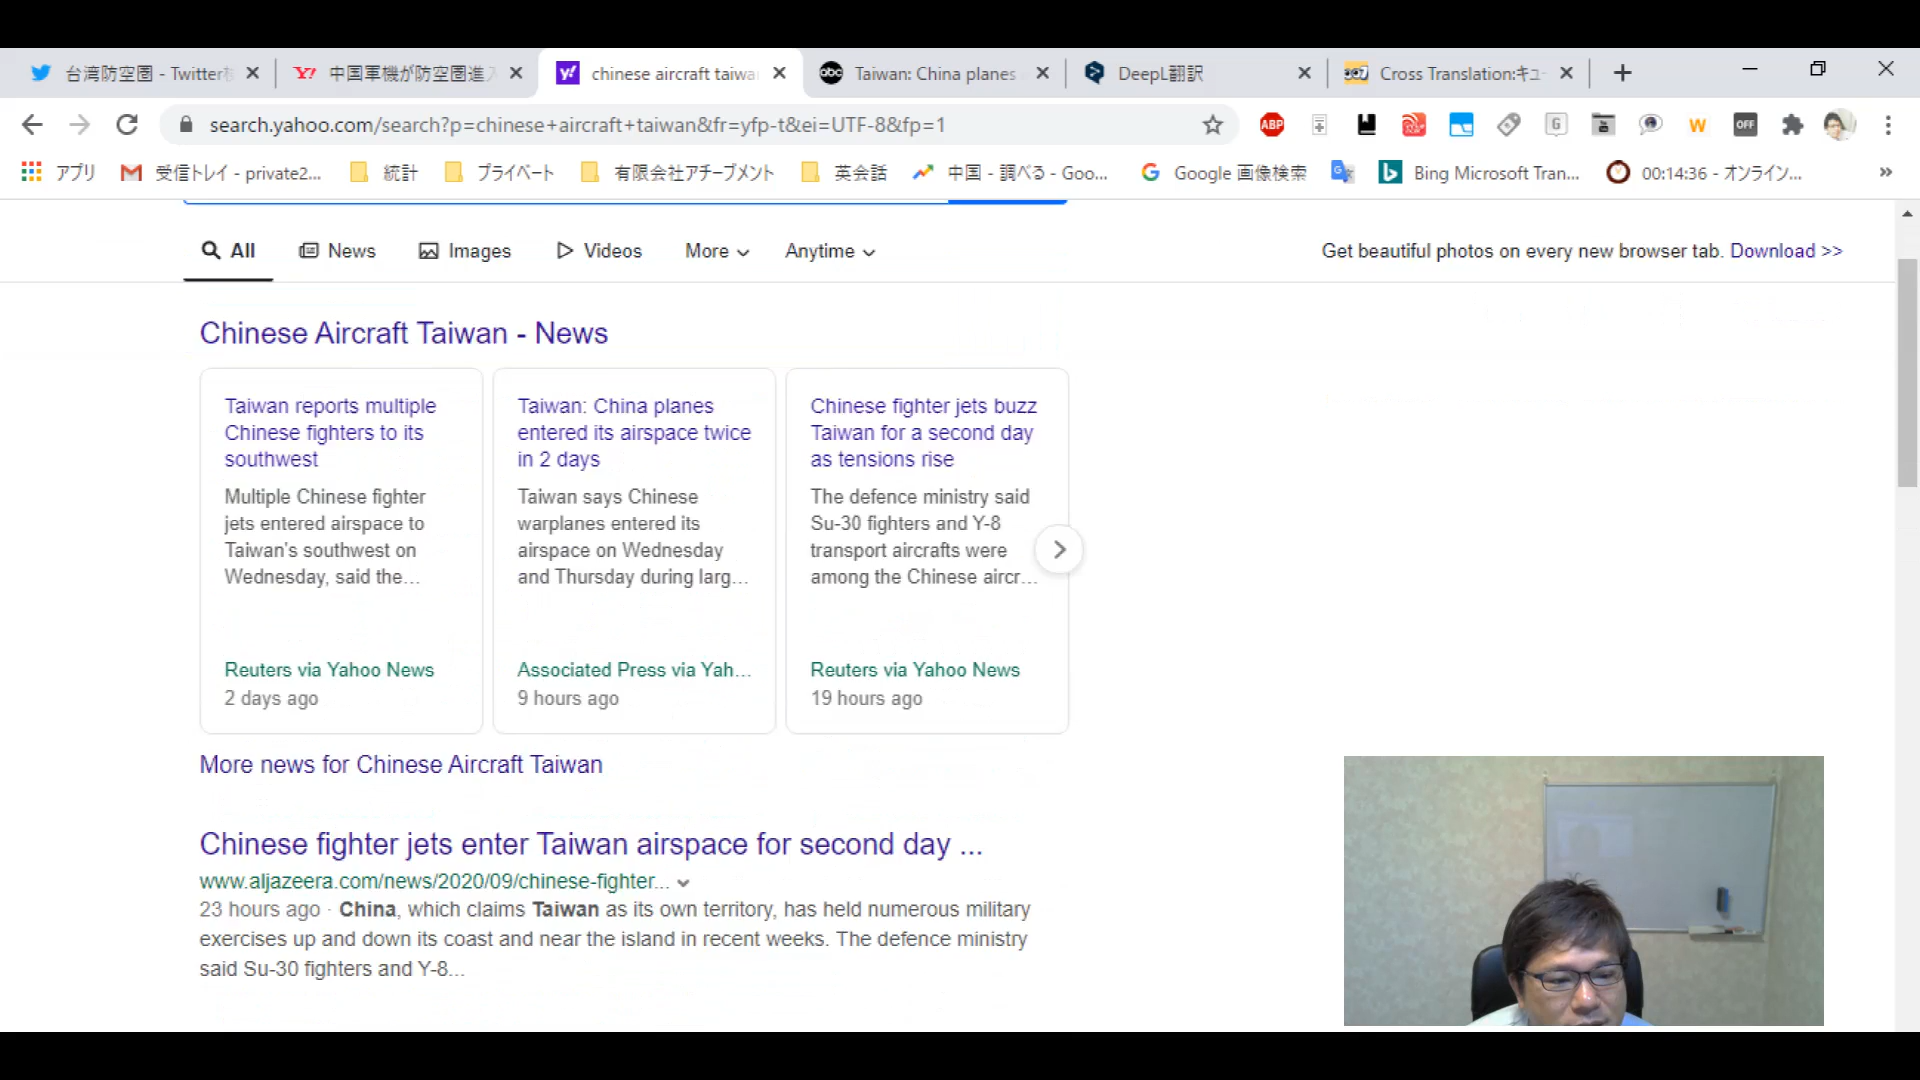 台湾防空圏 - Twitter
中国軍機が防空圏進
chinese aircraft taiwa
abc
Taiwan: China planes
DeepL翻訳
Cross Translation:キュ
search.yahoo.com/search?p=chinese+aircraft+taiwan&fr=yfp-t&ei=UTF-8&fp=1
ABP
G
W
OFF
アプリ
受信トレイ - private2...
統計
プライベート
有限会社アチーブメント
英会話
中国 - 調べる - Goo...
Google 画像検索
Bing Microsoft Tran...
00:14:36 - オンライン...
All
News
Images
Videos
More
Anytime
Get beautiful photos on every new browser tab. Download >>
Chinese Aircraft Taiwan - News
Taiwan reports multiple
Chinese fighters to its
southwest
Multiple Chinese fighter
jets entered airspace to
Taiwan's southwest on
Wednesday, said the...
Reuters via Yahoo News
2 days ago
Taiwan: China planes
entered its airspace twice
in 2 days
Taiwan says Chinese
warplanes entered its
airspace on Wednesday
and Thursday during larg...
Associated Press via Yah...
9 hours ago
Chinese fighter jets buzz
Taiwan for a second day
as tensions rise
The defence ministry said
Su-30 fighters and Y-8
transport aircrafts were
among the Chinese aircr...
Reuters via Yahoo News
19 hours ago
More news for Chinese Aircraft Taiwan
Chinese fighter jets enter Taiwan airspace for second day ...
www.aljazeera.com/news/2020/09/chinese-fighter...
23 hours ago · China, which claims Taiwan as its own territory, has held numerous military
exercises up and down its coast and near the island in recent weeks. The defence ministry
said Su-30 fighters and Y-8...